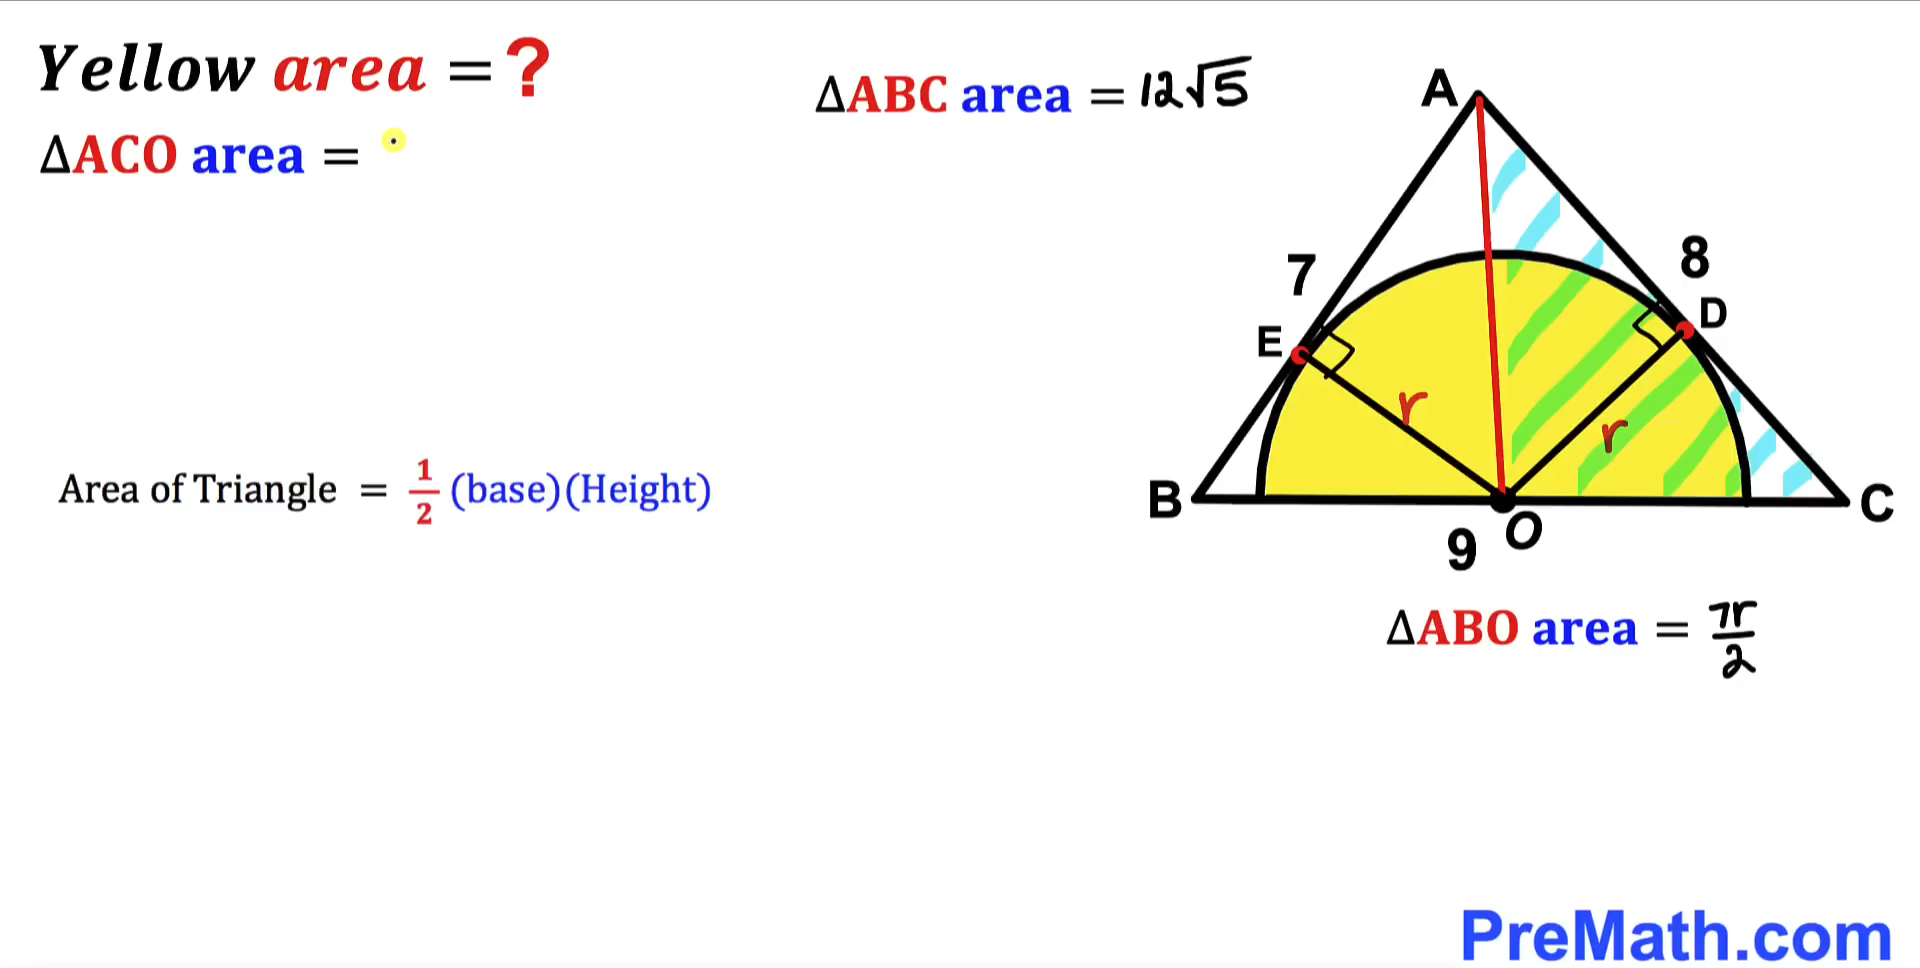 Yellow area = ?
ΔACO area =
ΔABC area = 12√5
A
7
8
D
E
r
r
B
C
9
O
Area of Triangle = 1/2 (base)(Height)
ΔABO area = 7r/2
PreMath.com